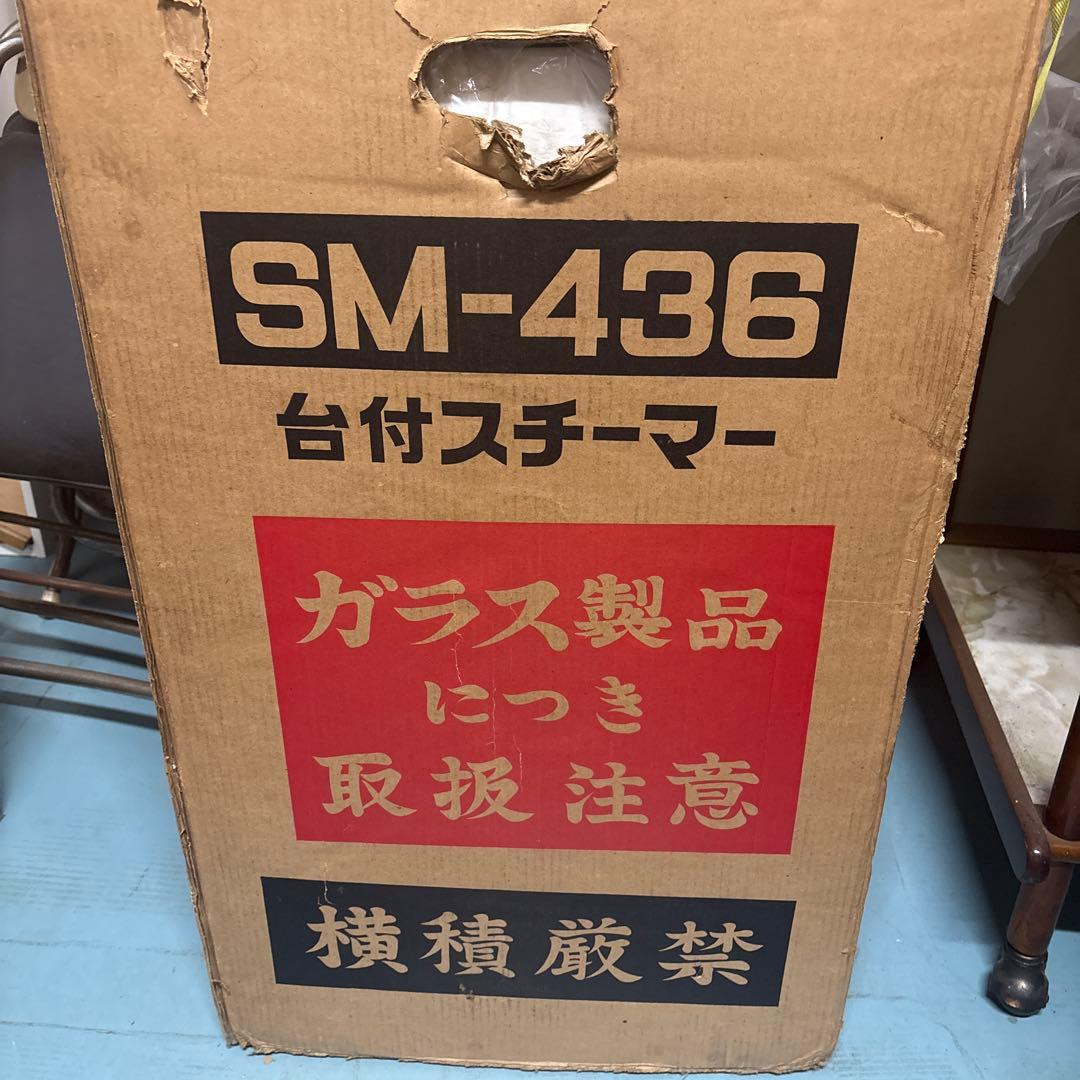 SM-436
台付スチーマー
ガラス製品
につき
取扱注意
横積厳禁